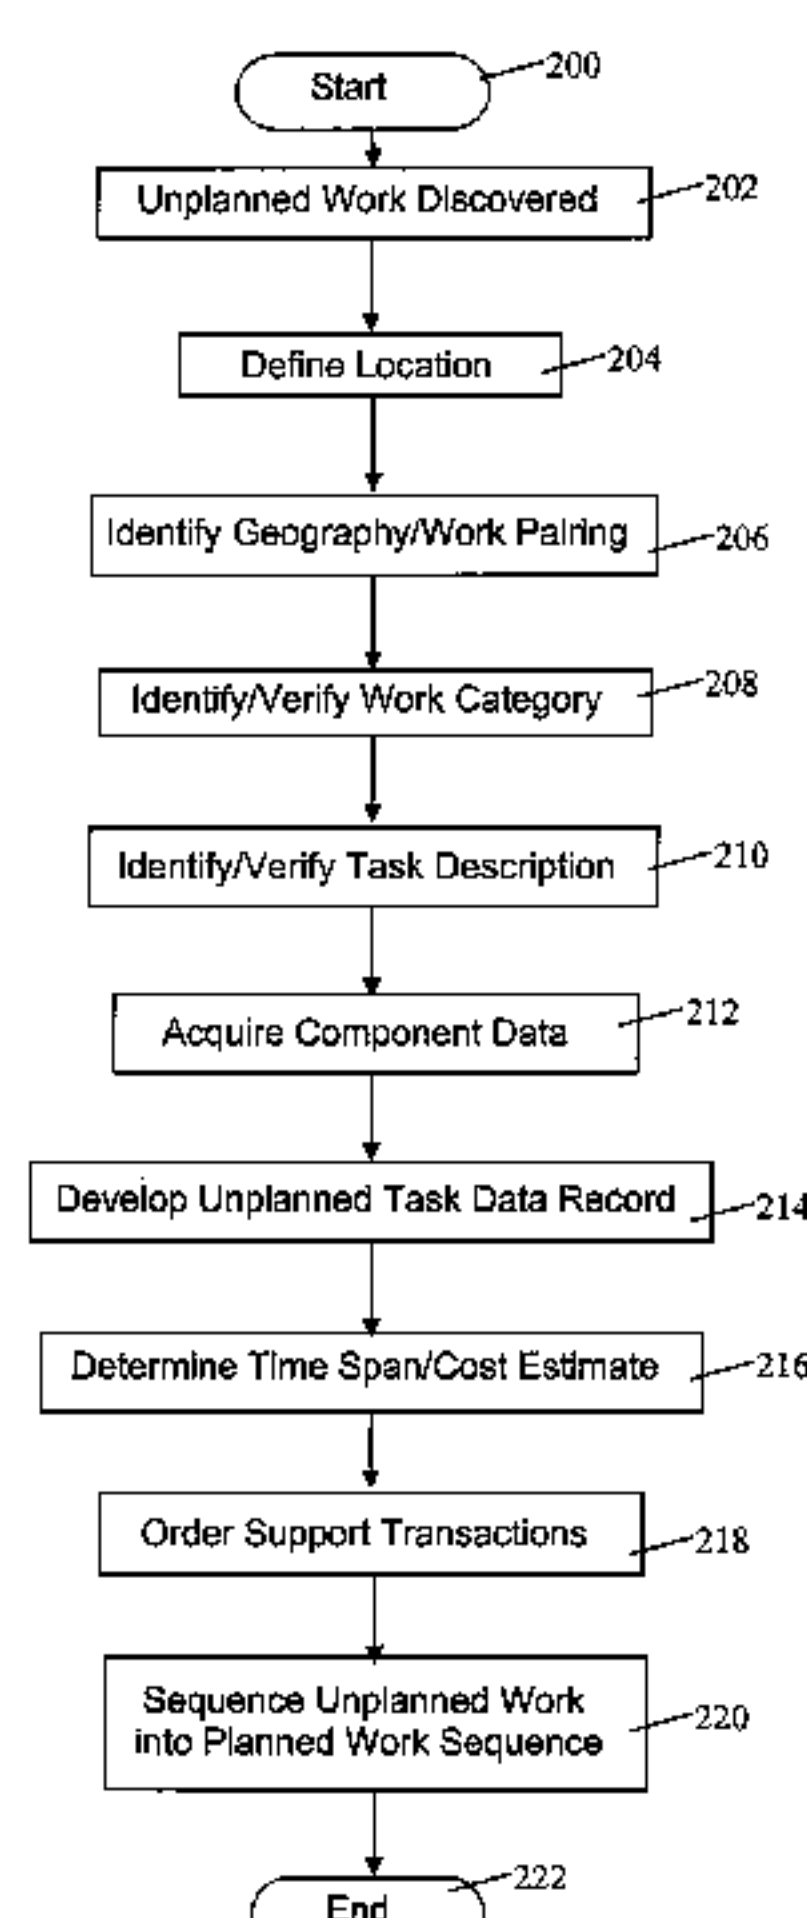 Start
200
Unplanned Work Discovered
202
Define Location
204
Identify Geography/Work Pairing
206
Identify/Verify Work Category
208
Identify/Verify Task Description
210
Acquire Component Data
212
Develop Unplanned Task Data Record
214
Determine Time Span/Cost Estimate
216
Order Support Transactions
218
Sequence Unplanned Work
into Planned Work Sequence
220
End
222